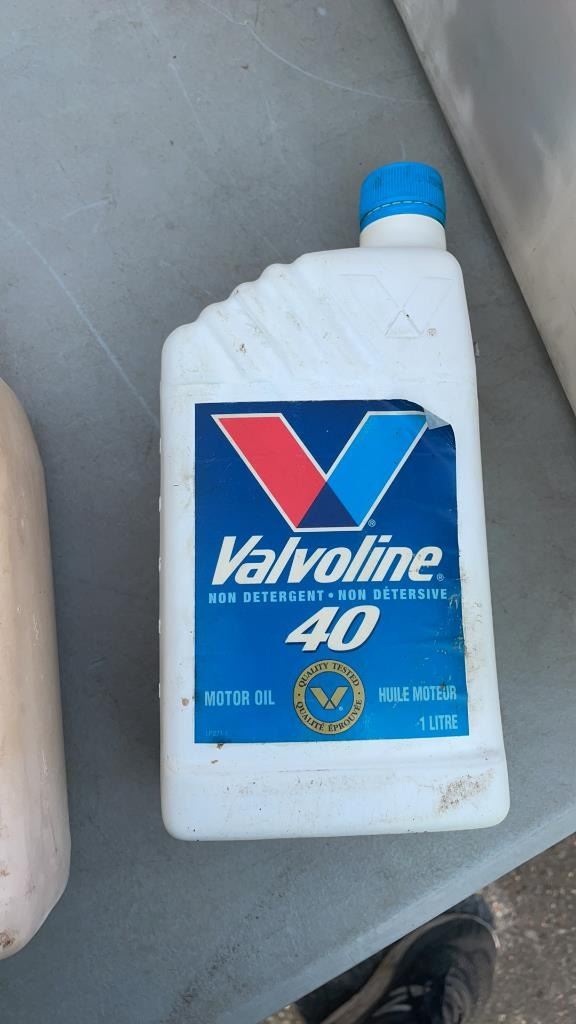 Valvoline®
NON DETERGENT • NON DÉTERSIVE
40
QUALITY TESTED
V®
QUALITÉ ÉPROUVÉE
MOTOR OIL
HUILE MOTEUR
1 LITRE